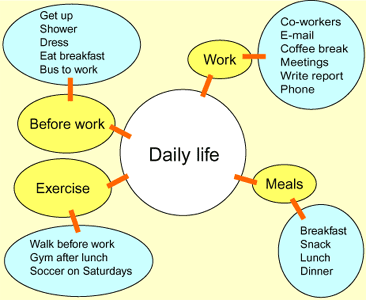 Get up
Shower
Dress
Eat breakfast
Bus to work
Before work
Work
Co-workers
E-mail
Coffee break
Meetings
Write report
Phone
Daily life
Exercise
Walk before work
Gym after lunch
Soccer on Saturdays
Meals
Breakfast
Snack
Lunch
Dinner